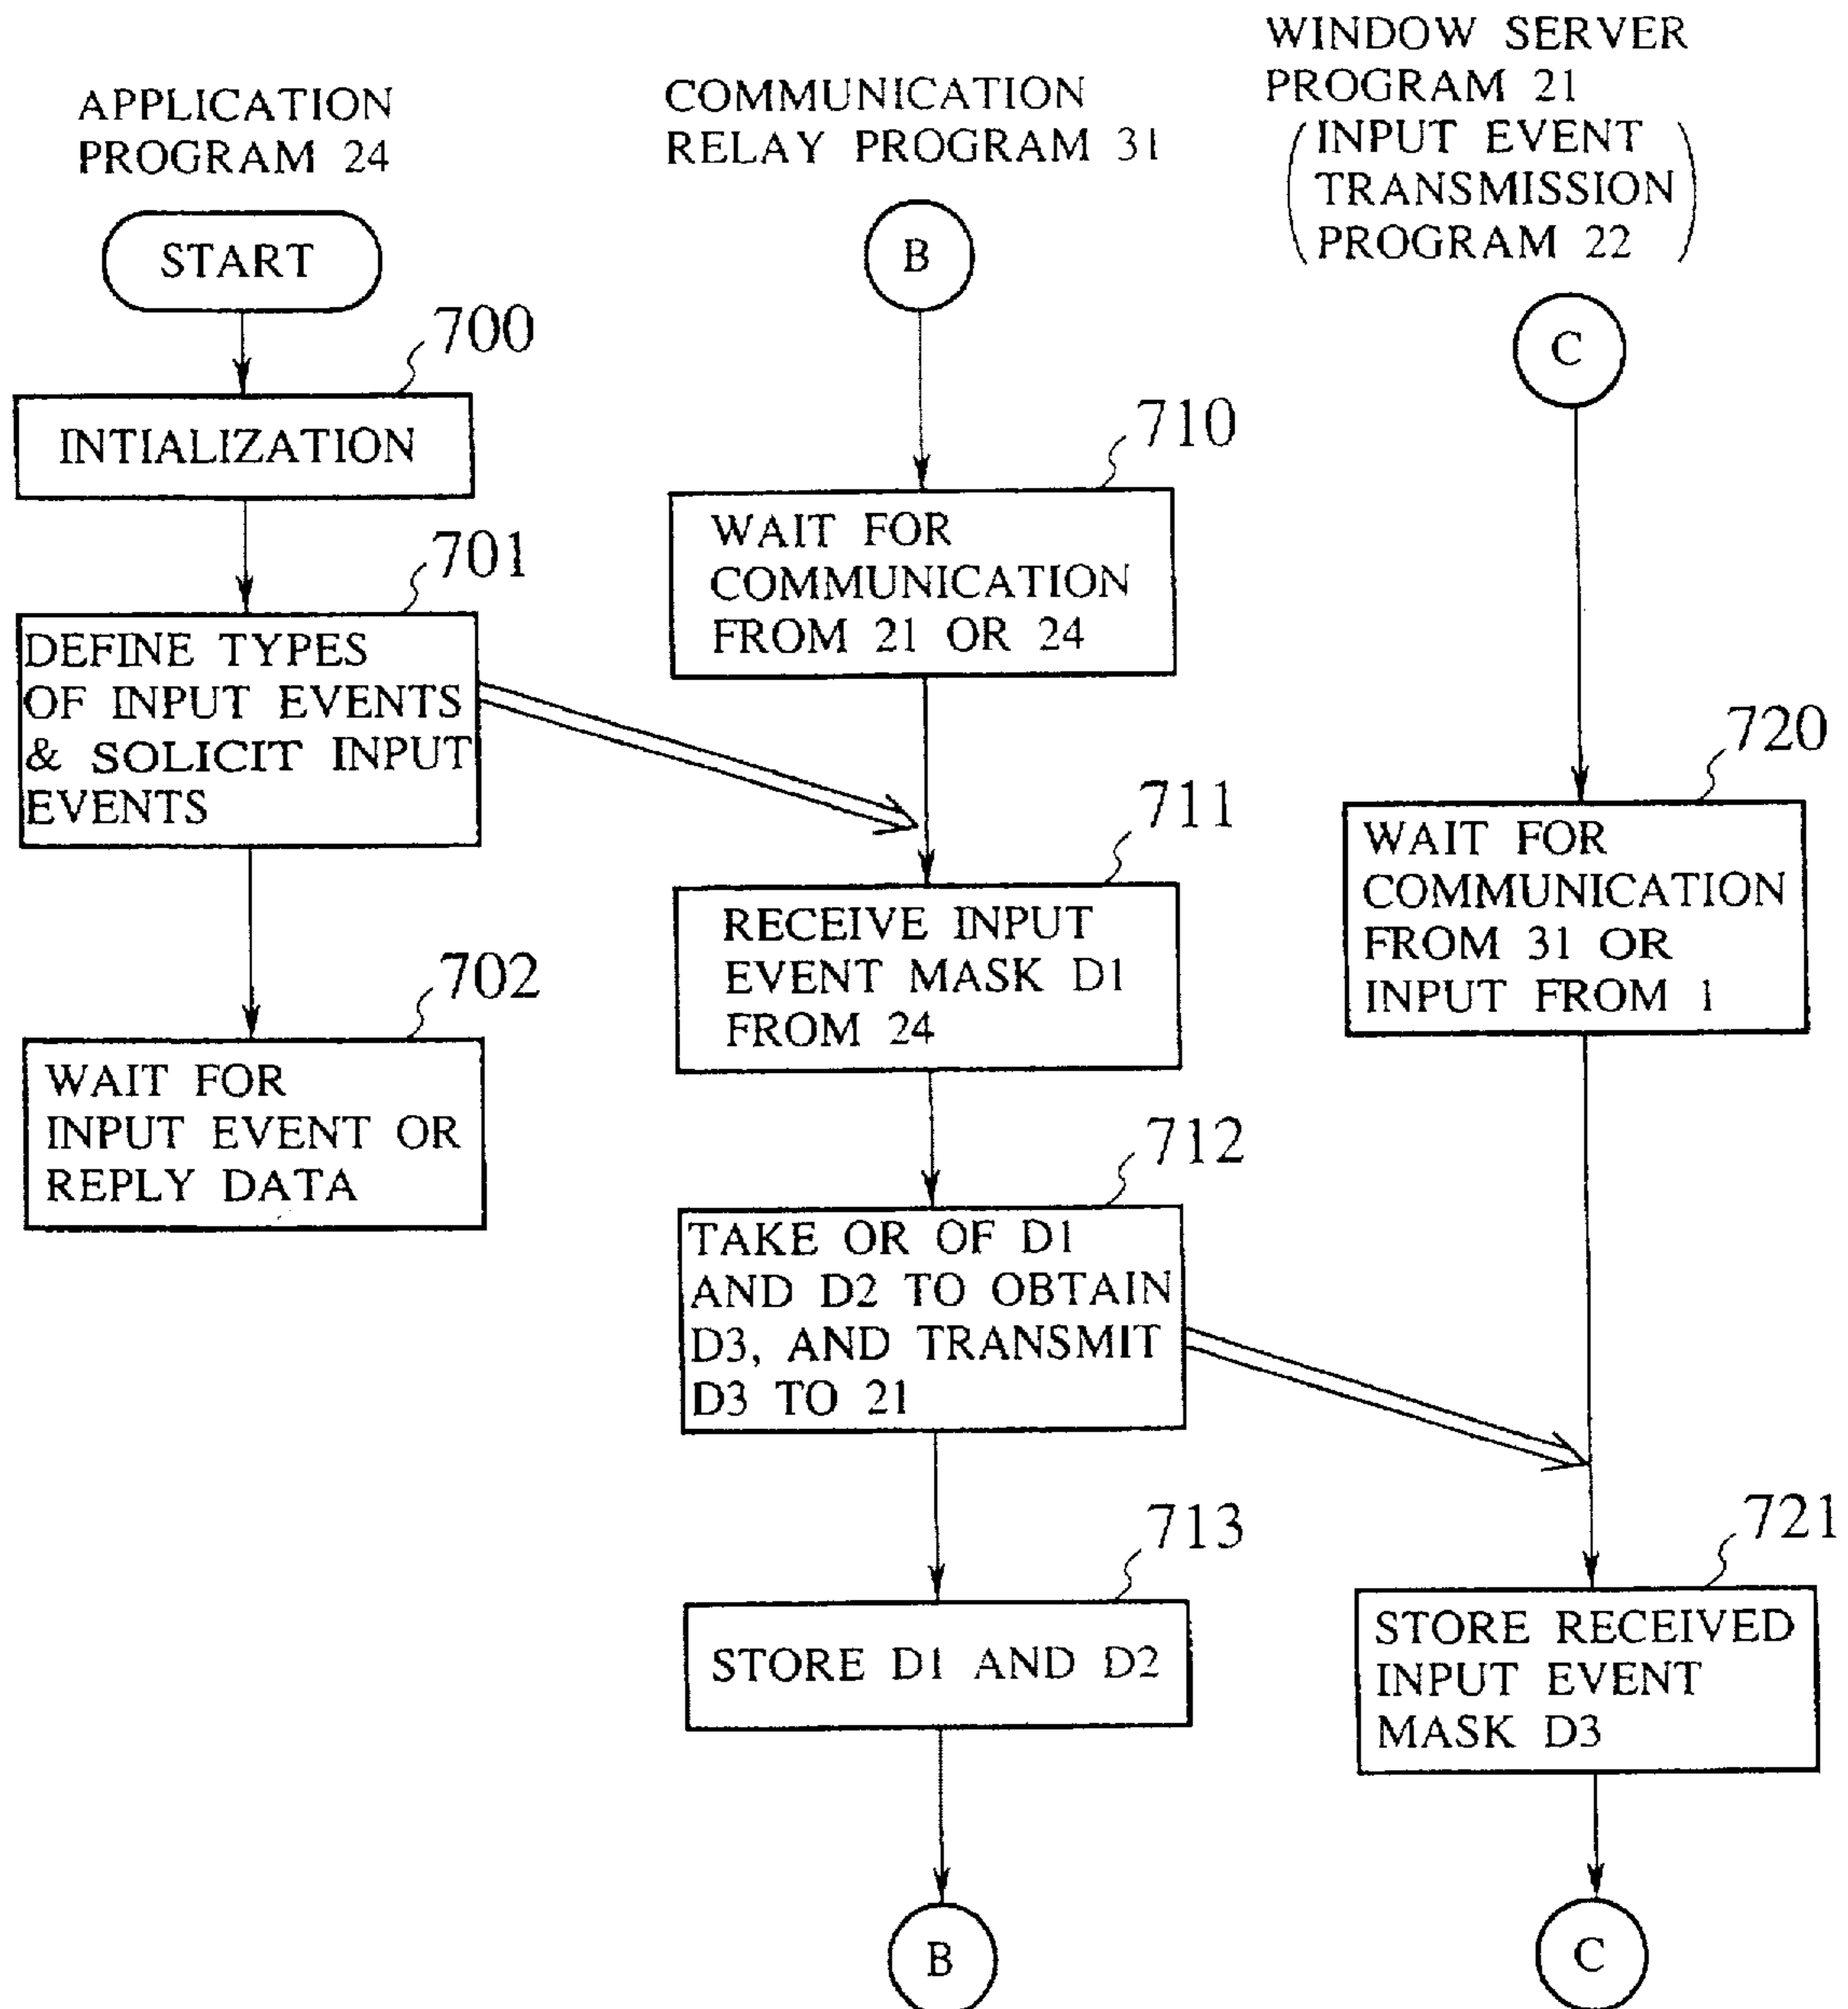 APPLICATION
PROGRAM 24
START
700
INTIALIZATION
701
DEFINE TYPES
OF INPUT EVENTS
& SOLICIT INPUT
EVENTS
702
WAIT FOR
INPUT EVENT OR
REPLY DATA
COMMUNICATION
RELAY PROGRAM 31
B
710
WAIT FOR
COMMUNICATION
FROM 21 OR 24
711
RECEIVE INPUT
EVENT MASK D1
FROM 24
712
TAKE OR OF D1
AND D2 TO OBTAIN
D3, AND TRANSMIT
D3 TO 21
713
STORE D1 AND D2
B
WINDOW SERVER
PROGRAM 21
(INPUT EVENT
TRANSMISSION
PROGRAM 22)
C
720
WAIT FOR
COMMUNICATION
FROM 31 OR
INPUT FROM 1
721
STORE RECEIVED
INPUT EVENT
MASK D3
C